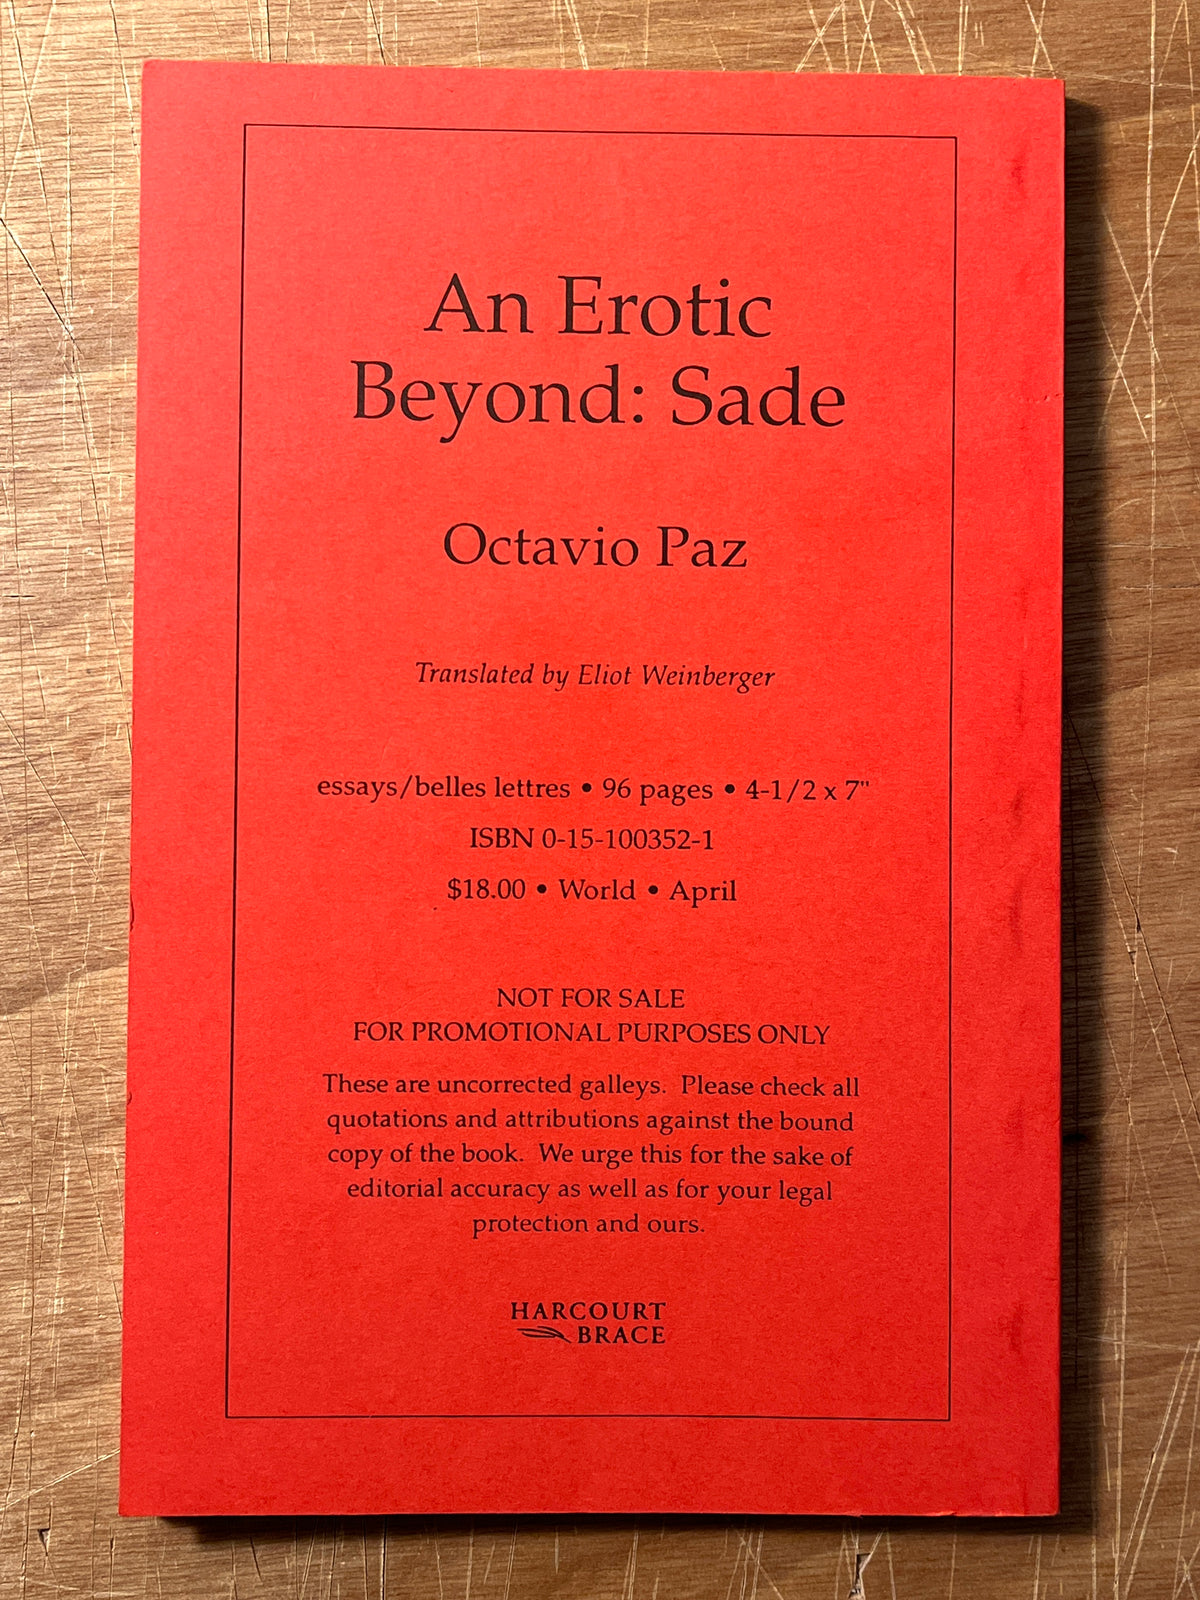 An Erotic
Beyond: Sade
Octavio Paz
Translated by Eliot Weinberger
essays/belles lettres • 96 pages • 4-1/2 x 7"
ISBN 0-15-100352-1
$18.00 • World • April
NOT FOR SALE
FOR PROMOTIONAL PURPOSES ONLY
These are uncorrected galleys. Please check all
quotations and attributions against the bound
copy of the book. We urge this for the sake of
editorial accuracy as well as for your legal
protection and ours.
HARCOURT
BRACE